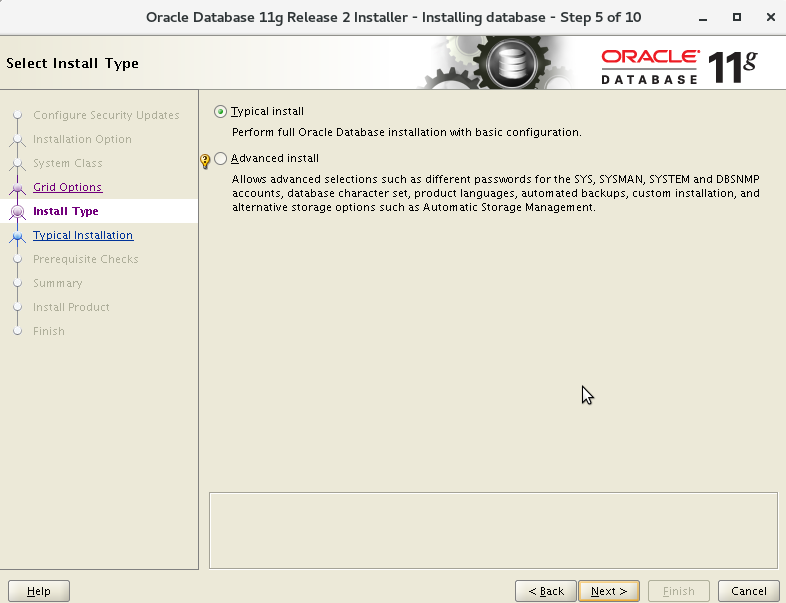 Oracle Database 11g Release 2 Installer - Installing database - Step 5 of 10
Select Install Type
ORACLE
DATABASE
11g
Configure Security Updates
Installation Option
System Class
Grid Options
Install Type
Typical Installation
Prerequisite Checks
Summary
Install Product
Finish
Typical install
Perform full Oracle Database installation with basic configuration.
Advanced install
Allows advanced selections such as different passwords for the SYS, SYSMAN, SYSTEM and DBSNMP
accounts, database character set, product languages, automated backups, custom installation, and
alternative storage options such as Automatic Storage Management.
Help
< Back
Next >
Finish
Cancel